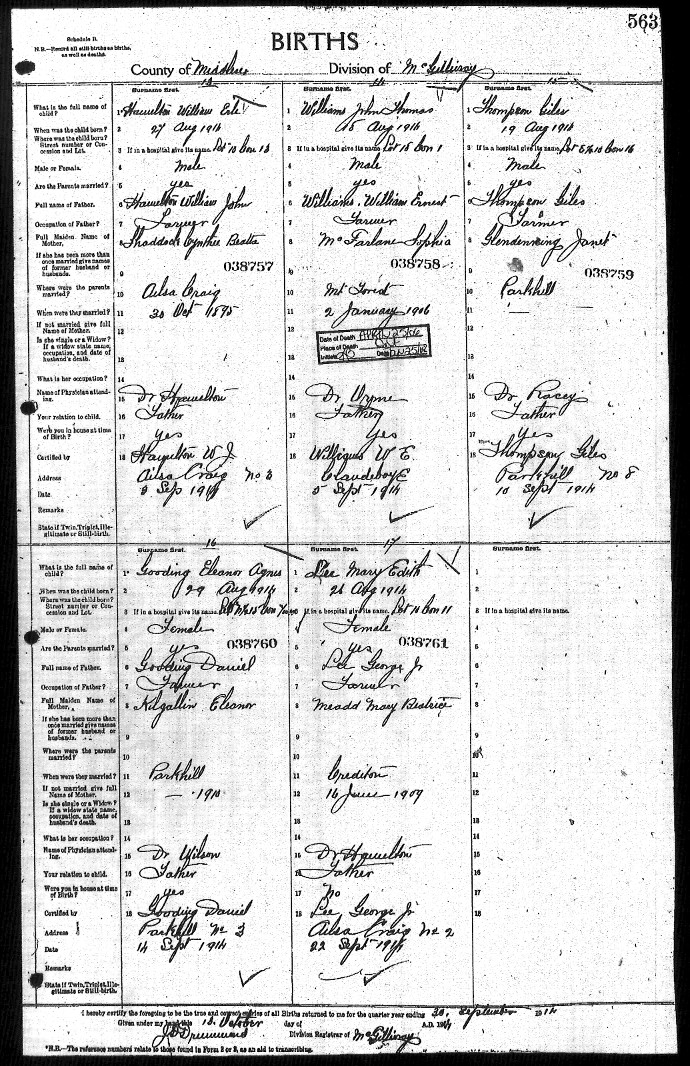 563
Schedule B.
N.B.—Record all still births as births, as well as deaths.
BIRTHS
County of Middlesex Division of McGillivray
13 14 15
Surname first. Surname first.
What is the full name of child? 1 Hamilton William Earl 1 Williams John Thomas 1 Thompson Giles
When was the child born? 2 27 Aug 1914 2 15 Aug 1914 2 19 Aug 1914
Where was the child born? Street number or Concession and Lot. 3 If in a hospital give its name. Lot 10 Con 13 3 If in a hospital give its name. Lot 15 Con 1 3 If in a hospital give its name. Con 16
Male or Female. 4 Male 4 Male 4 Male
Are the Parents married? 5 yes 5 yes 5 yes
Full name of Father. 6 Hamilton William John 6 Williams William Ernest 6 Thompson Giles
Occupation of Father? 7 Farmer 7 Farmer 7 Farmer
Full Maiden Name of Mother. 8 Shaddock Cynthia 8 McFarlane Sophia 8 Glendenning Janet
If she has been more than once married give names of former husband or husbands. 9 038757 9 038758 9 038759
Where were the parents married? 10 Ailsa Craig 10 Mt Forest 10 Parkhill
When were they married? 11 30 Oct 1895 11 2 January 1906 11 —
If not married give full Name of Mother. 12 12 12
Date of Death
Place of Death Ont
Initials Date
Is she single or a Widow? If a widow state name, occupation, and date of husband's death. 13 13 13
What is her occupation? 14 14 14
Name of Physician attending. 15 Dr Hamilton 15 Dr 15 Dr Racey
Your relation to child. 16 Father 16 Father 16 Father
Were you in house at time of Birth? 17 Yes 17 Yes 17 Yes
Certified by 18 Hamilton W J 18 Williams W E. 18 Thompson Giles
Address Ailsa Craig No 3 Clandeboye Parkhill No 8
Date 5 Sep 1914 5 Sept 1914 10 Sept 1914
Remarks
State if Twin, Triplet, Illegitimate or Still-birth.
16 17
Surname first. Surname first. Surname first.
What is the full name of child? 1 Gooding Eleanor Agnes 1 Lee Mary Edith 1
When was the child born? 2 29 Aug 1914 2 26 Aug 1914 2
Where was the child born? Street number or Concession and Lot. 3 If in a hospital give its name. 3 If in a hospital give its name. Lot 10 Con 11 3 If in a hospital give its name.
Male or Female. 4 Female 4 Female 4
Are the Parents married? 5 yes 038760 5 yes 038761 5
Full name of Father. 6 Gooding Daniel 6 Lee George Jr 6
Occupation of Father? 7 Farmer 7 Farmer 7
Full Maiden Name of Mother. 8 Kilgallin Eleanor 8 Meadd Mary Beatrice 8
If she has been more than once married give names of former husband or husbands. 9 9 9
Where were the parents married? 10 10 10
When were they married? 11 Parkhill 11 Crediton 11
If not married give full Name of Mother. 12 — 1910 12 16 June 1909 12
Is she single or a Widow? If a widow state name, occupation, and date of husband's death. 13 13 13
What is her occupation? 14 14 14
Name of Physician attending. 15 Dr Wilson 15 Dr Hamilton 15
Your relation to child. 16 Father 16 Father 16
Were you in house at time of Birth? 17 yes 17 no 17
Certified by 18 Gooding Daniel 18 Lee George Jr 18
Address Parkhill No 3 Ailsa Craig No 2
Date 14 Sept 1914 22 Sept 1914
Remarks
State if Twin, Triplet, Illegitimate or Still-birth.
I hereby certify the foregoing to be the true and correct entries of all Births returned to me for the quarter year ending 30, September 1914
Given under my hand this 12 October day of A.D. 1914
Drummond Division Registrar of McGillivray
*N.B.—The reference numbers relate to those found in Form 2 or B, as an aid to transcribing.